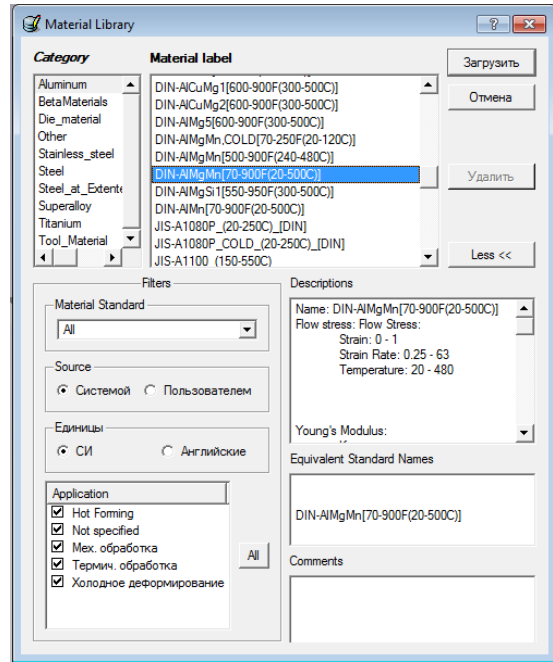 Material Library
Category
Material label
Загрузить
Aluminum
BetaMaterials
Die_material
Other
Stainless_steel
Steel
Steel_at_Extente
Superalloy
Titanium
Tool_Material
DIN-AlCuMg1[600-900F(300-500C)]
DIN-AlCuMg2[600-900F(300-500C)]
DIN-AlMg5[600-900F(300-500C)]
DIN-AlMgMn,COLD[70-250F(20-120C)]
DIN-AlMgMn[500-900F(240-480C)]
DIN-AlMgMn[70-900F(20-500C)]
DIN-AlMgSi1[550-950F(300-500C)]
DIN-AlMn[70-900F(20-500C)]
JIS-A1080P_(20-250C)_[DIN]
JIS-A1080P_COLD_(20-250C)_[DIN]
JIS-A1100 (150-550C)
Отмена
Удалить
Less <<
Filters
Material Standard
All
Source
Системой
Пользователем
Единицы
СИ
Английские
Application
Hot Forming
Not specified
Мех. обработка
Термич. обработка
Холодное деформирование
All
Descriptions
Name: DIN-AlMgMn[70-900F(20-500C)]
Flow stress: Flow Stress:
Strain: 0 - 1
Strain Rate: 0.25 - 63
Temperature: 20 - 480
Young's Modulus:
Equivalent Standard Names
DIN-AlMgMn[70-900F(20-500C)]
Comments